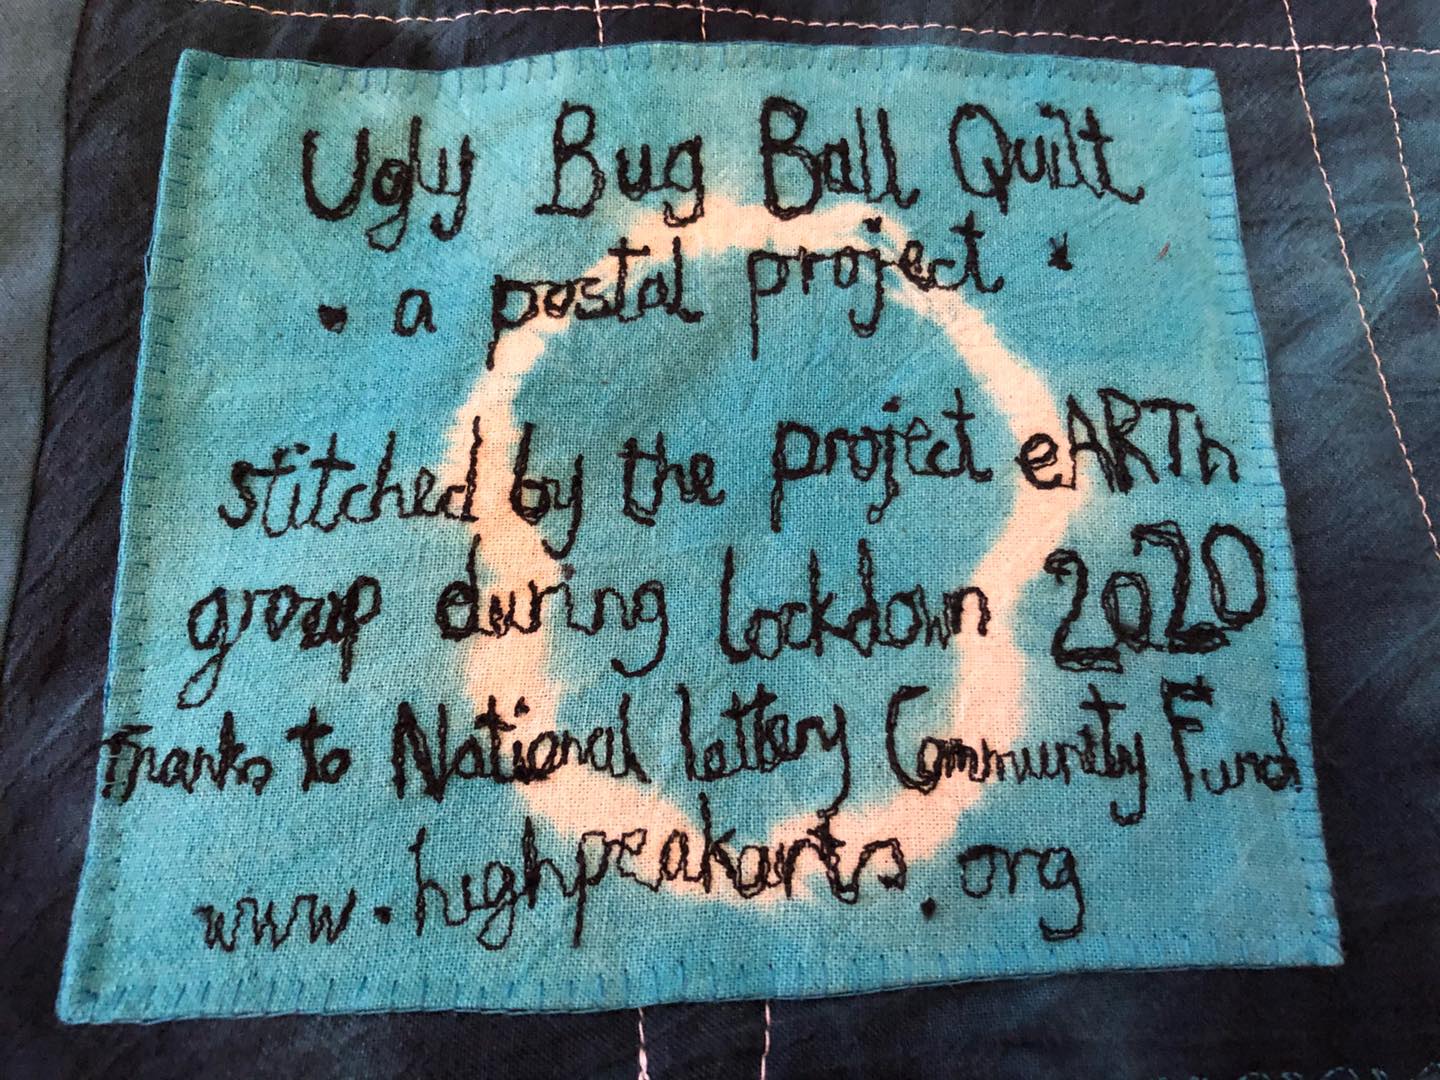 Ugly Bug Ball Quilt
• a postal project •
stitched by the project eARTh
group during lockdown 2020
Thanks to National Lottery Community Fund
www.highpeakarts.org